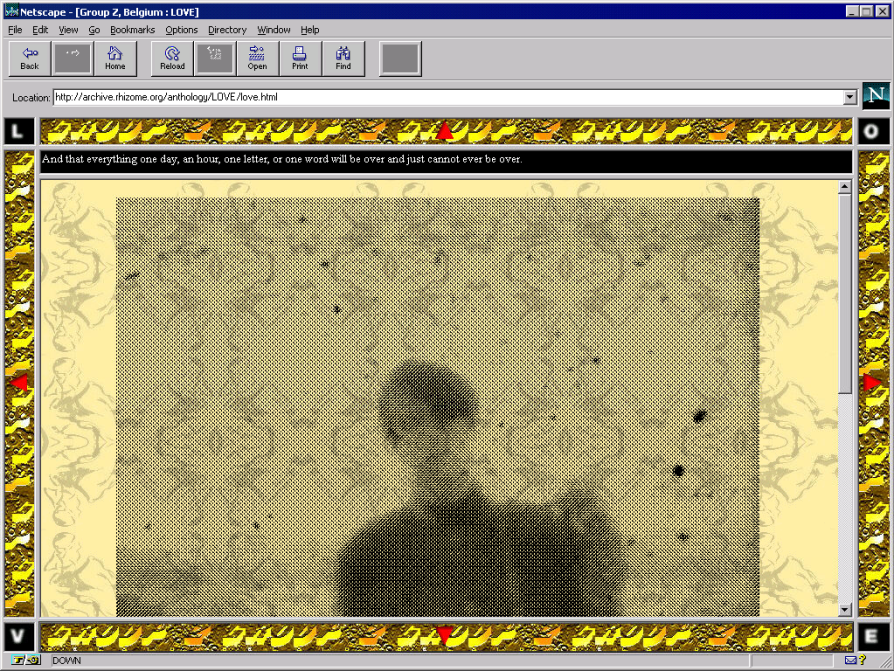 Netscape - [Group Z, Belgium : LOVE]
File Edit View Go Bookmarks Options Directory Window Help
Back Home Reload Open Print Find
Location: http://archive.rhizome.org/anthology/LOVE/love.html
N
L O
And that everything one day, an hour, one letter, or one word will be over and just cannot ever be over.
V E
DOWN
?